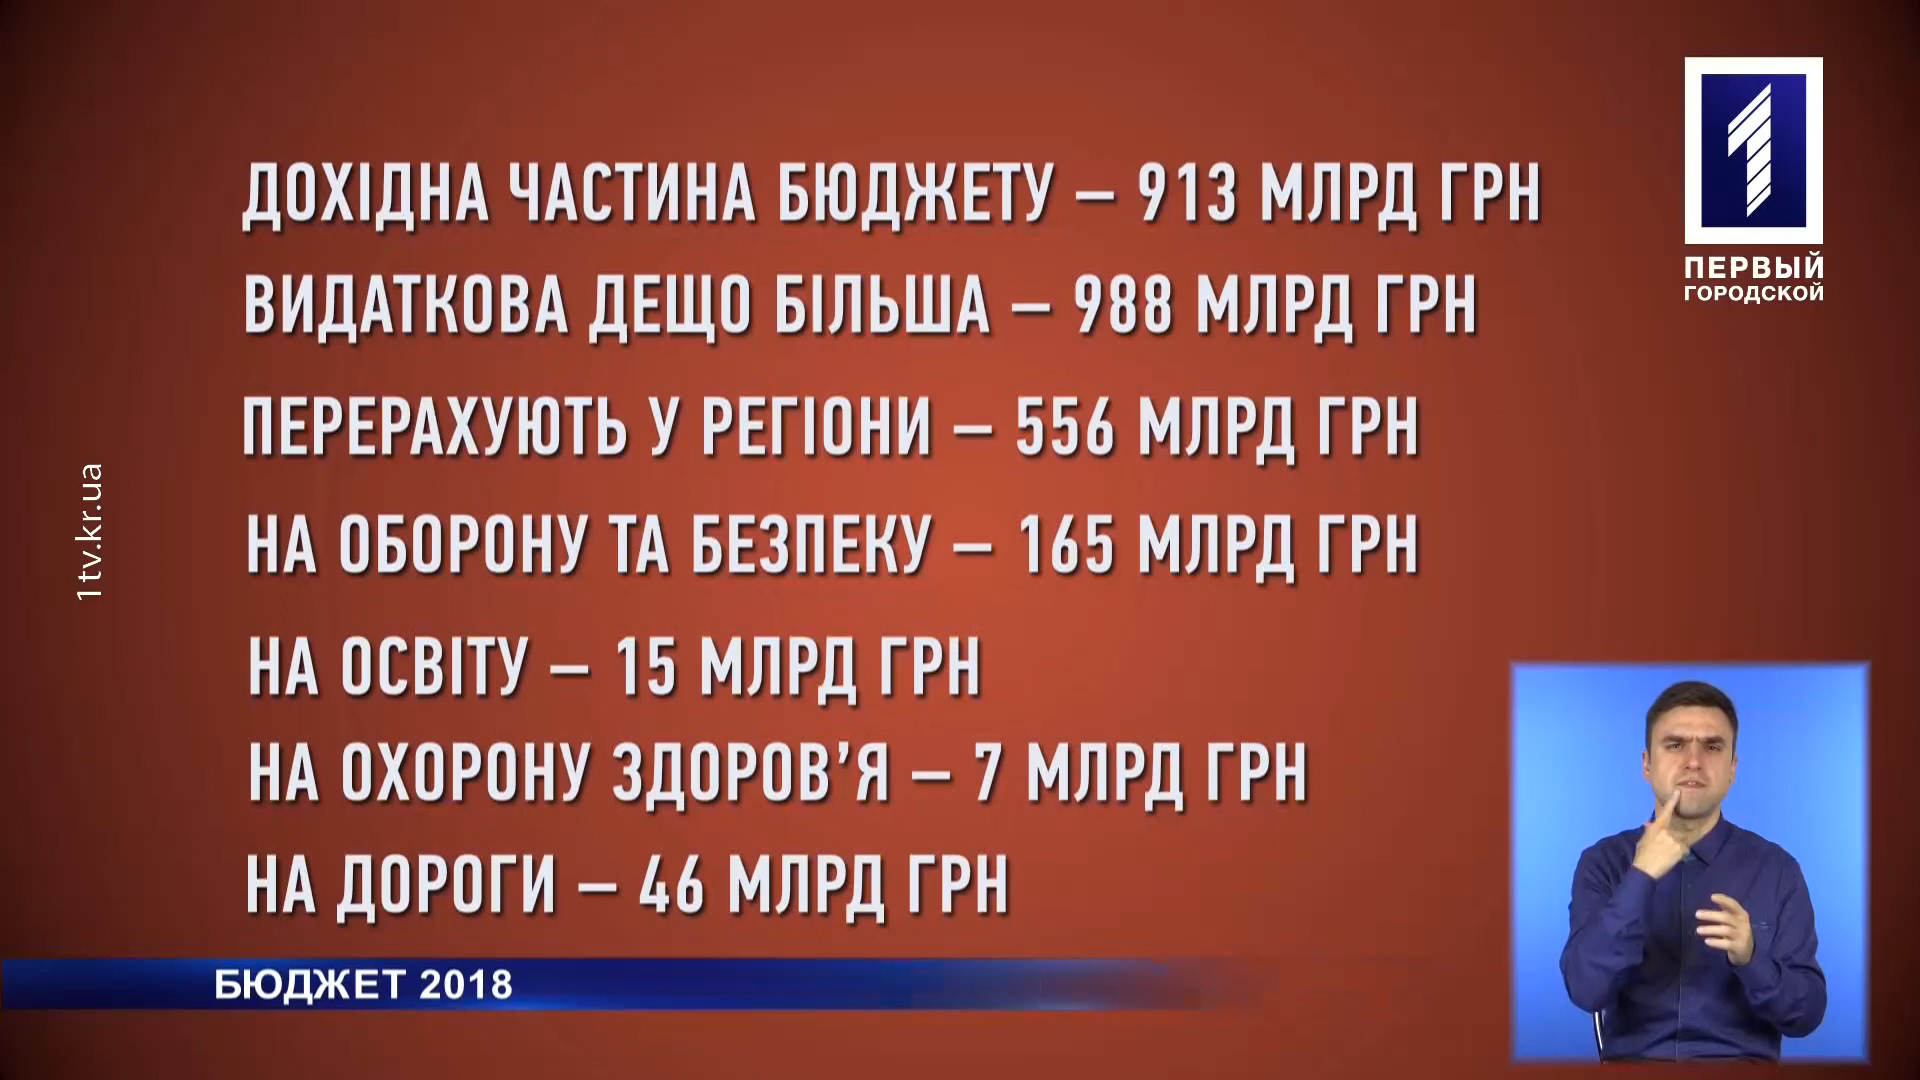 ДОХІДНА ЧАСТИНА БЮДЖЕТУ – 913 МЛРД ГРН
ВИДАТКОВА ДЕЩО БІЛЬША – 988 МЛРД ГРН
ПЕРЕРАХУЮТЬ У РЕГІОНИ – 556 МЛРД ГРН
НА ОБОРОНУ ТА БЕЗПЕКУ – 165 МЛРД ГРН
НА ОСВІТУ – 15 МЛРД ГРН
НА ОХОРОНУ ЗДОРОВ’Я – 7 МЛРД ГРН
НА ДОРОГИ – 46 МЛРД ГРН
БЮДЖЕТ 2018
1tv.kr.ua
1
ПЕРВЫЙ
ГОРОДСКОЙ